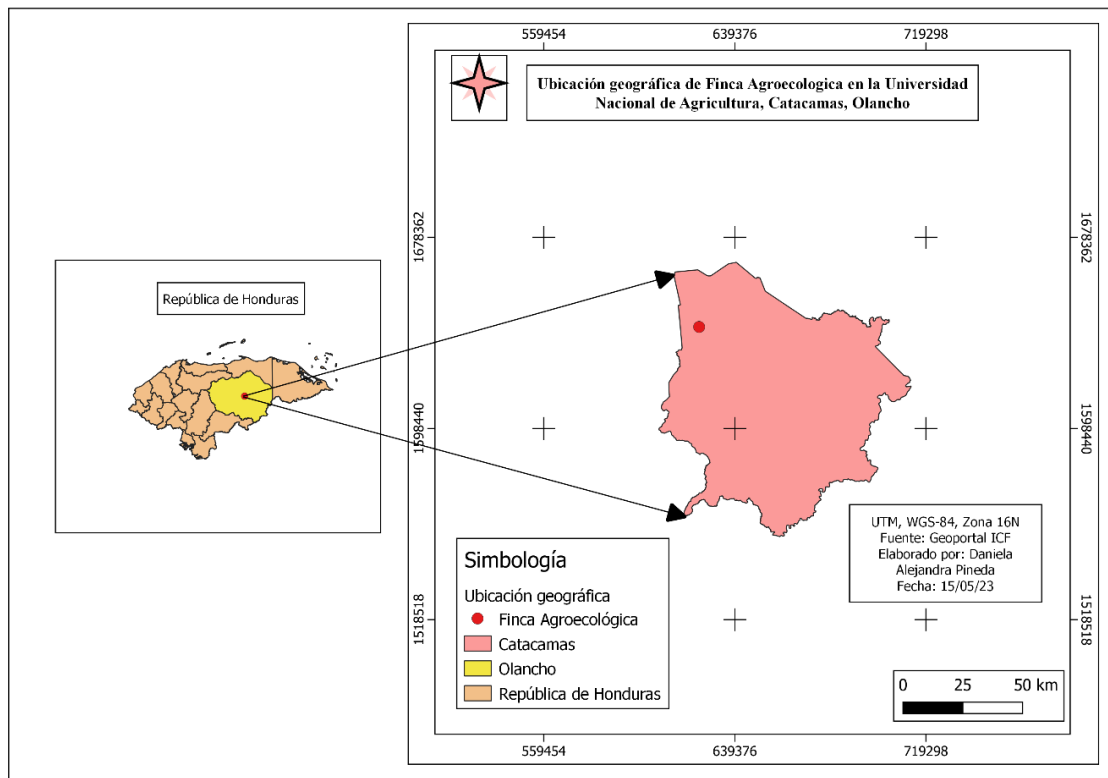 559454
639376
719298
Ubicación geográfica de Finca Agroecologica en la Universidad
Nacional de Agricultura, Catacamas, Olancho
1678362
1678362
República de Honduras
1598440
1598440
UTM, WGS-84, Zona 16N
Fuente: Geoportal ICF
Elaborado por: Daniela
Alejandra Pineda
Fecha: 15/05/23
Simbología
Ubicación geográfica
Finca Agroecológica
Catacamas
Olancho
República de Honduras
1518518
1518518
0 25 50 km
559454
639376
719298